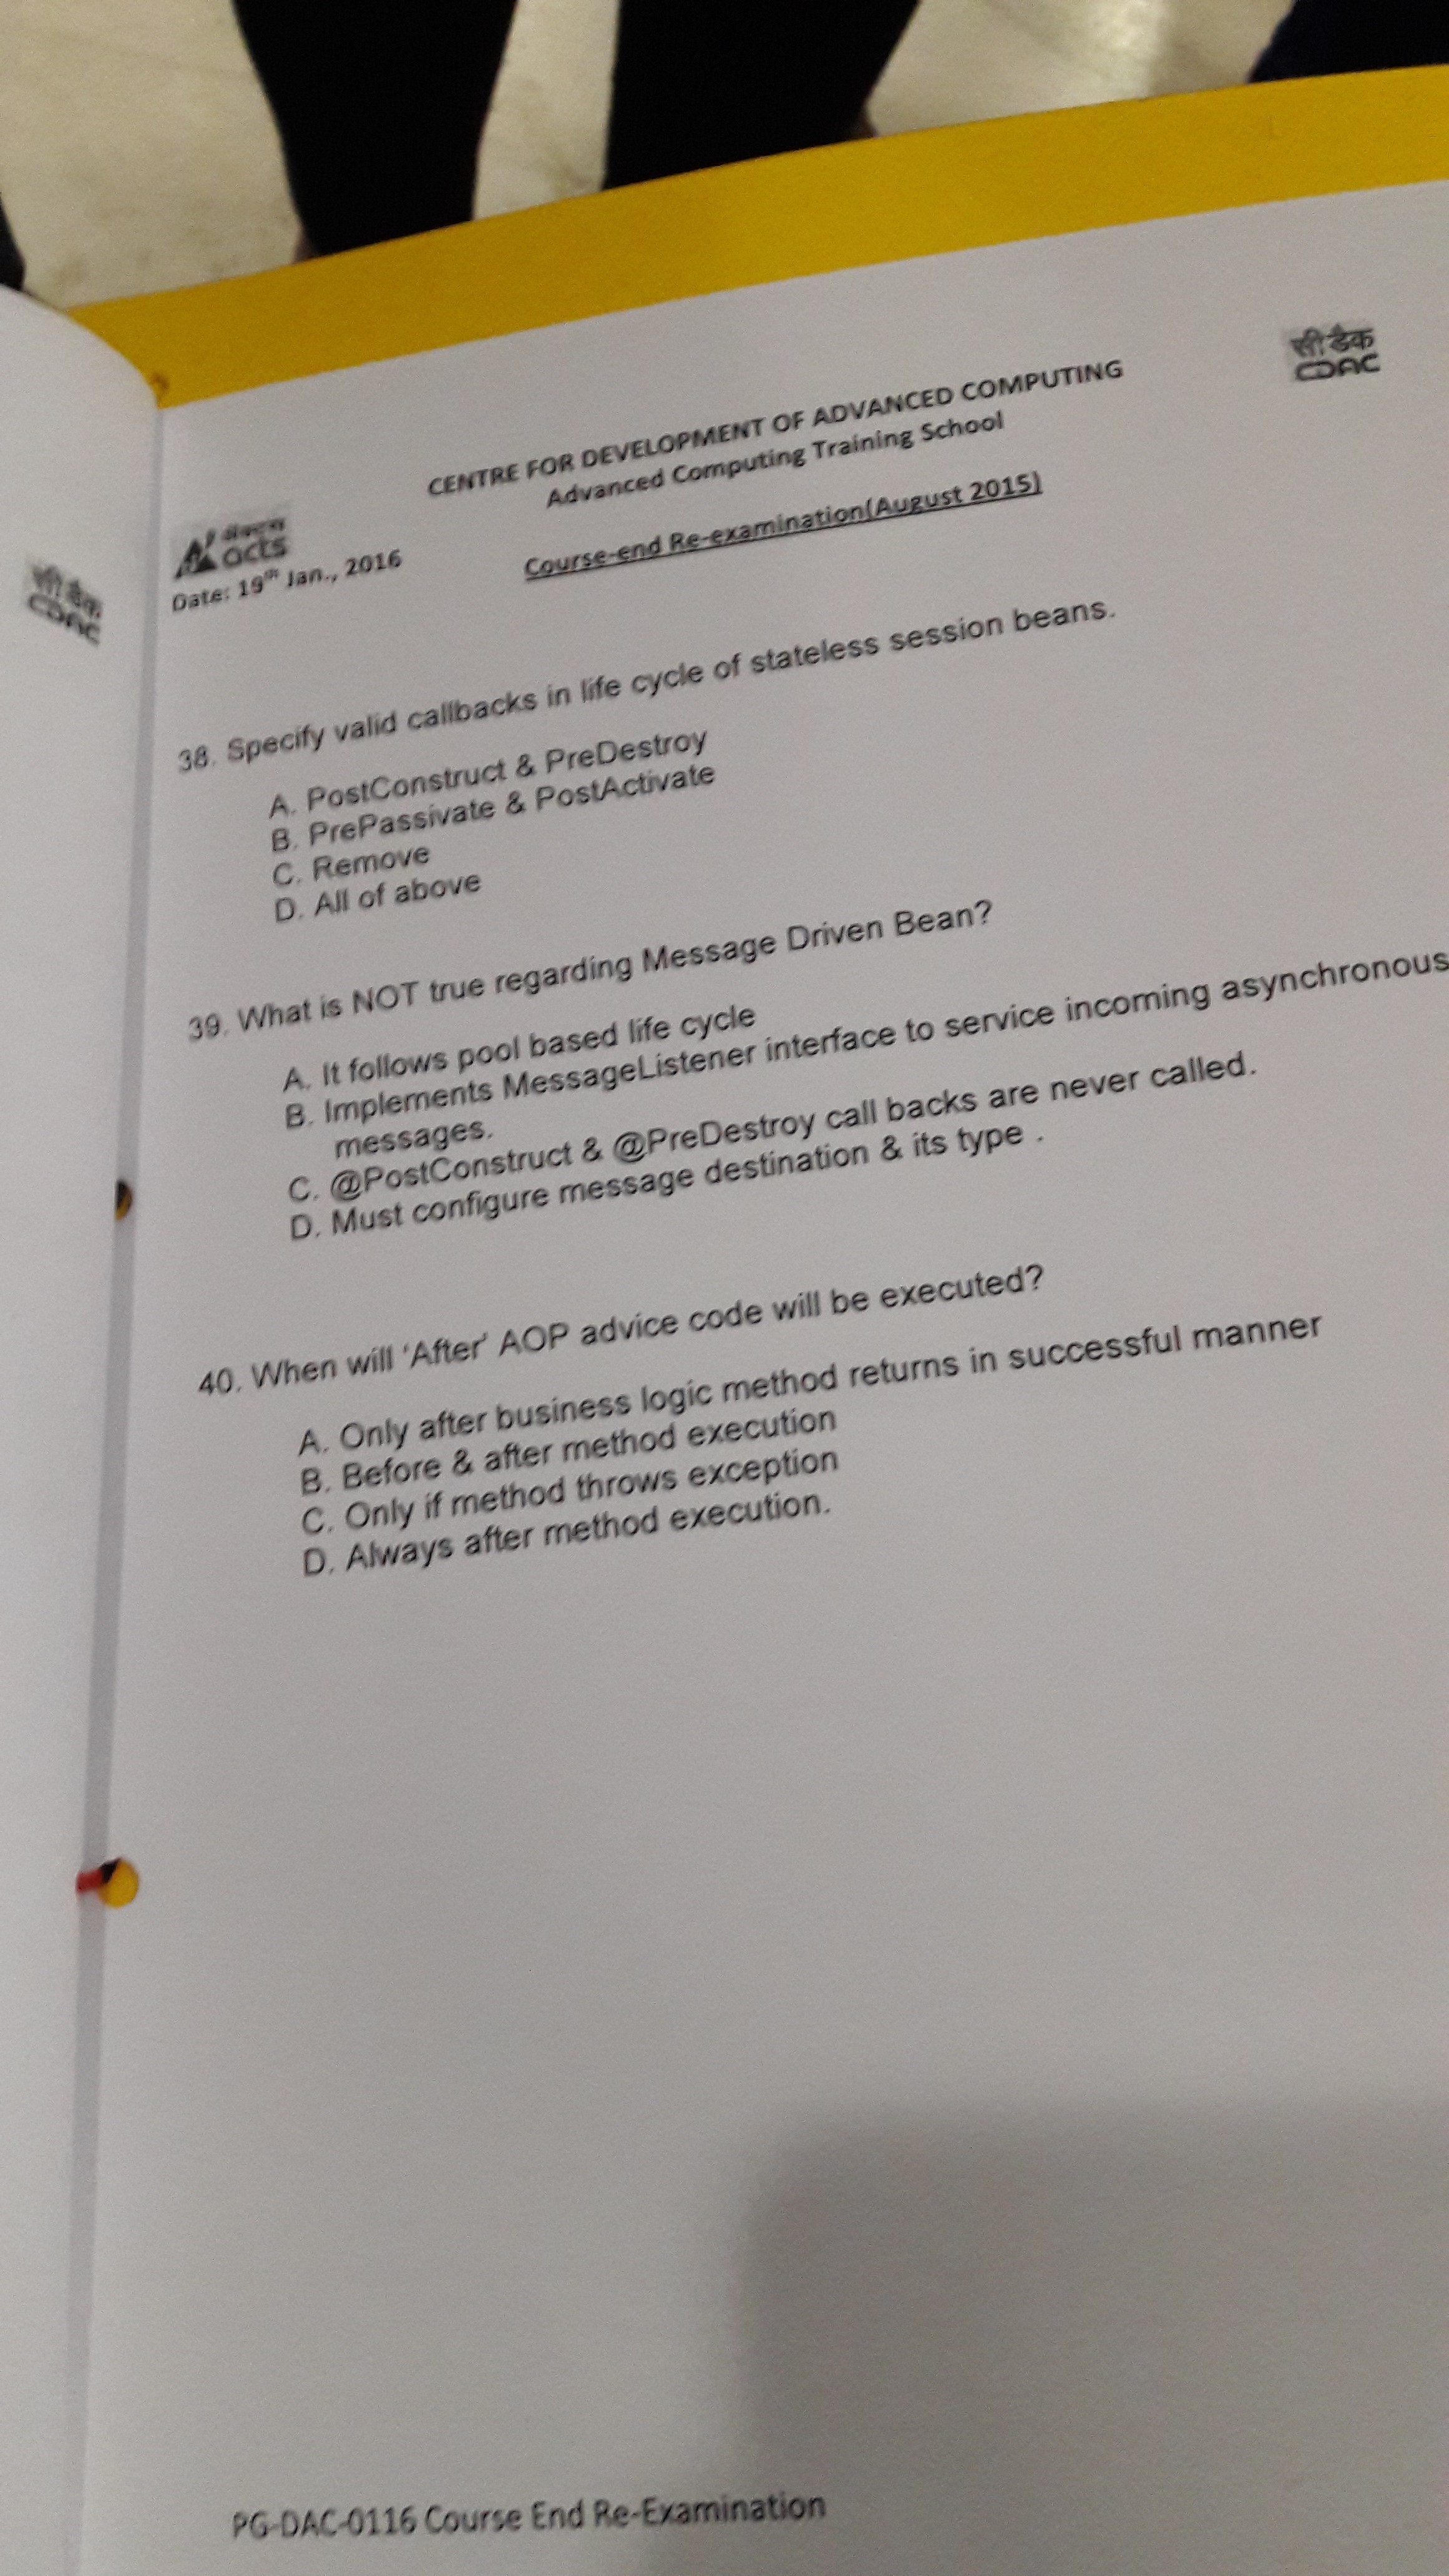 सी डैक
CDAC
CENTRE FOR DEVELOPMENT OF ADVANCED COMPUTING
Advanced Computing Training School
acts
Date: 19th Jan., 2016
Course-end Re-examination(August 2015)
सी डैक
CDAC
38. Specify valid callbacks in life cycle of stateless session beans.
A. PostConstruct & PreDestroy
B. PrePassivate & PostActivate
C. Remove
D. All of above
39. What is NOT true regarding Message Driven Bean?
A. It follows pool based life cycle
B. Implements MessageListener interface to service incoming asynchronous
messages.
C. @PostConstruct & @PreDestroy call backs are never called.
D. Must configure message destination & its type .
40. When will 'After' AOP advice code will be executed?
A. Only after business logic method returns in successful manner
B. Before & after method execution
C. Only if method throws exception
D. Always after method execution.
PG-DAC-0116 Course End Re-Examination